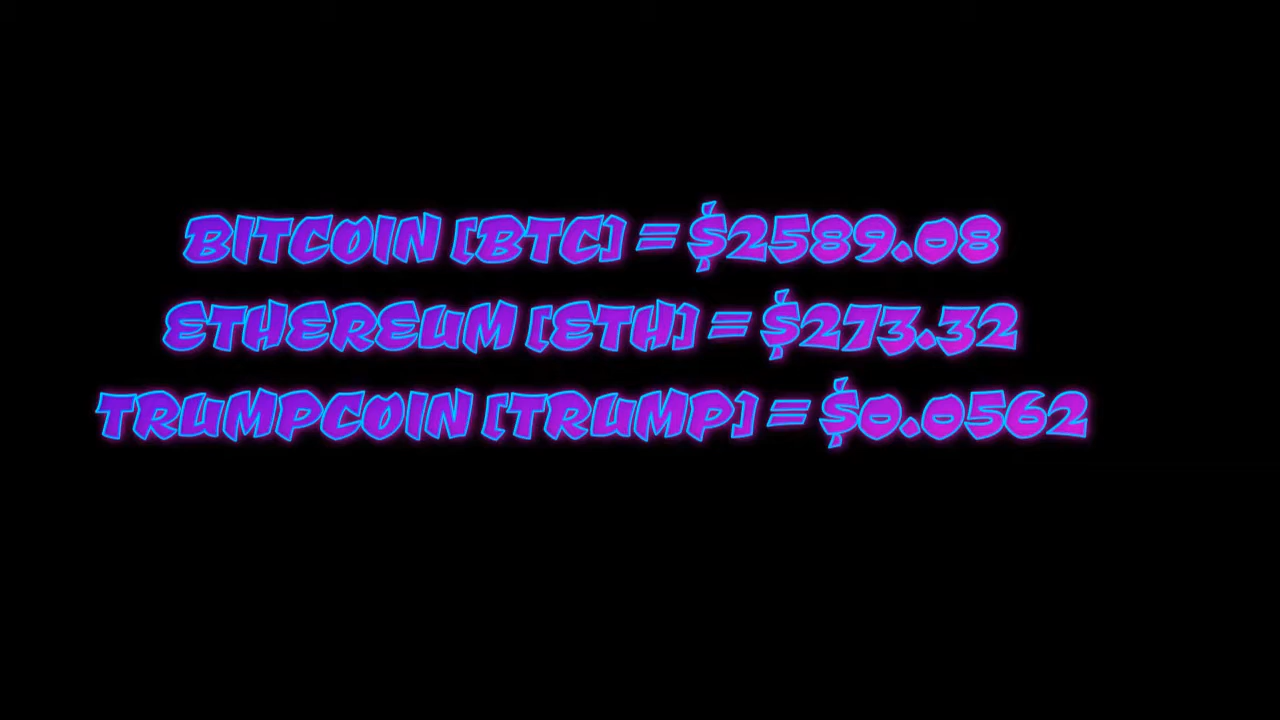 BITCOIN [BTC] = $2589.08
ETHEREUM [ETH] = $273.32
TRUMPCOIN [TRUMP] = $0.0562